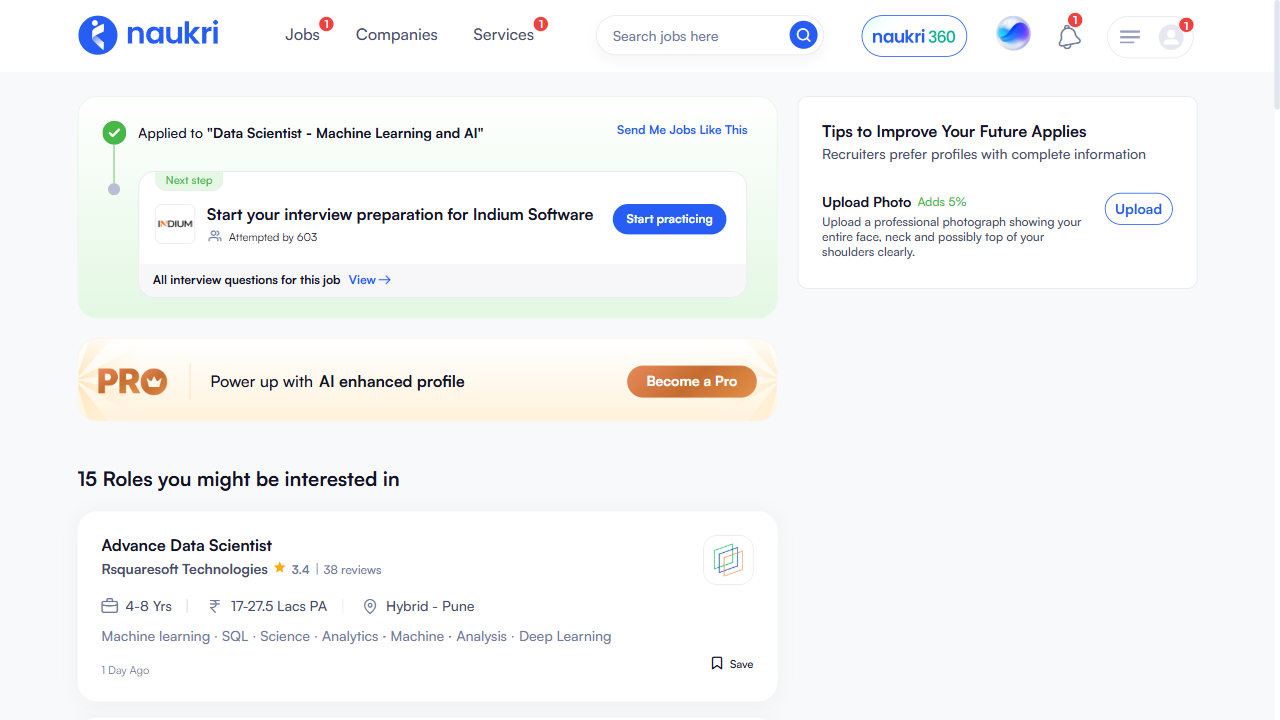 naukri
Jobs 1
Companies
Services 1
Search jobs here
naukri 360
1
1
Applied to "Data Scientist - Machine Learning and AI"
Send Me Jobs Like This
Next step
INDIUM
Start your interview preparation for Indium Software
Attempted by 603
Start practicing
All interview questions for this job View
Tips to Improve Your Future Applies
Recruiters prefer profiles with complete information
Upload Photo Adds 5%
Upload a professional photograph showing your
entire face, neck and possibly top of your
shoulders clearly.
Upload
PRO
Power up with AI enhanced profile
Become a Pro
15 Roles you might be interested in
Advance Data Scientist
Rsquaresoft Technologies 3.4 | 38 reviews
4-8 Yrs | 17-27.5 Lacs PA | Hybrid - Pune
Machine learning · SQL · Science · Analytics · Machine · Analysis · Deep Learning
1 Day Ago
Save